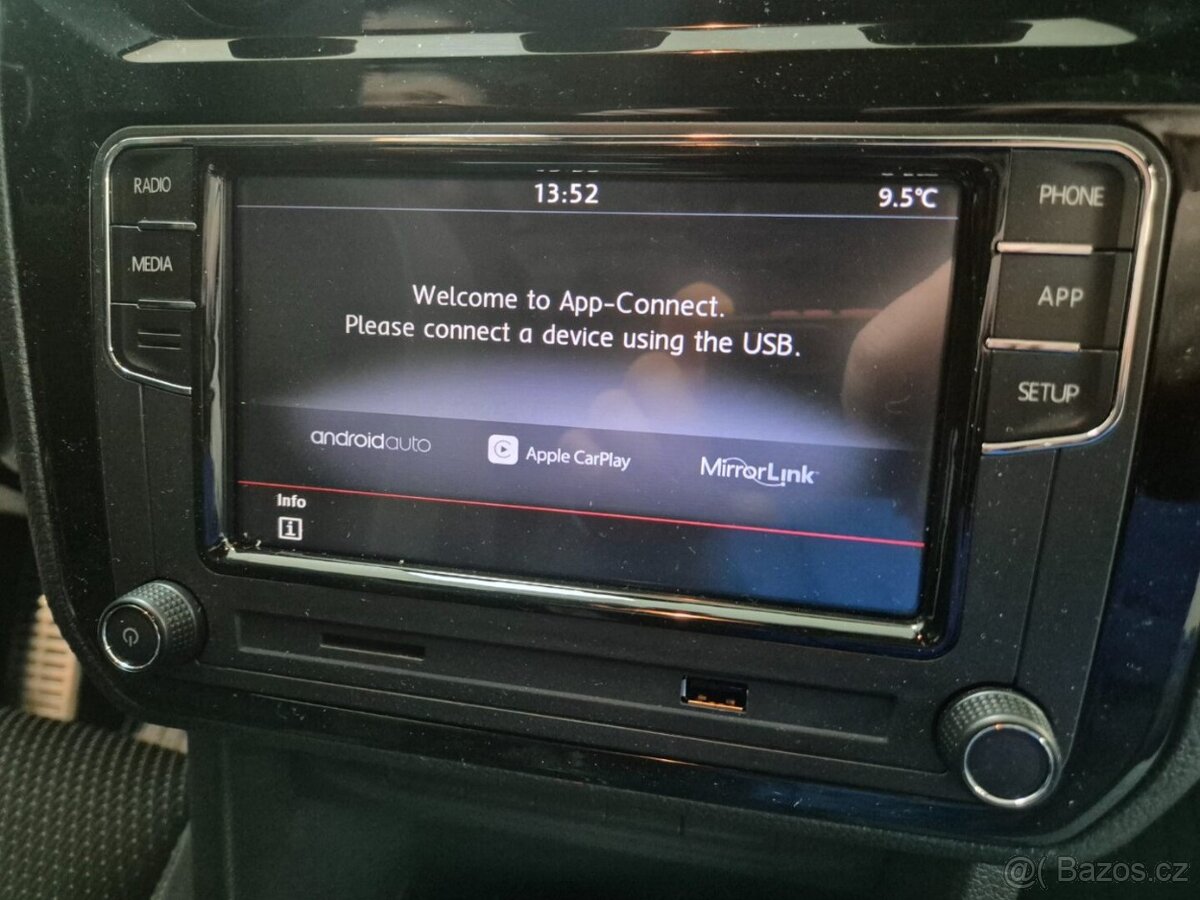 RADIO
MEDIA
13:52
9.5°C
Welcome to App-Connect.
Please connect a device using the USB.
androidauto
Apple CarPlay
MirrorLink
Info
i
PHONE
APP
SETUP
@( Bazos.cz